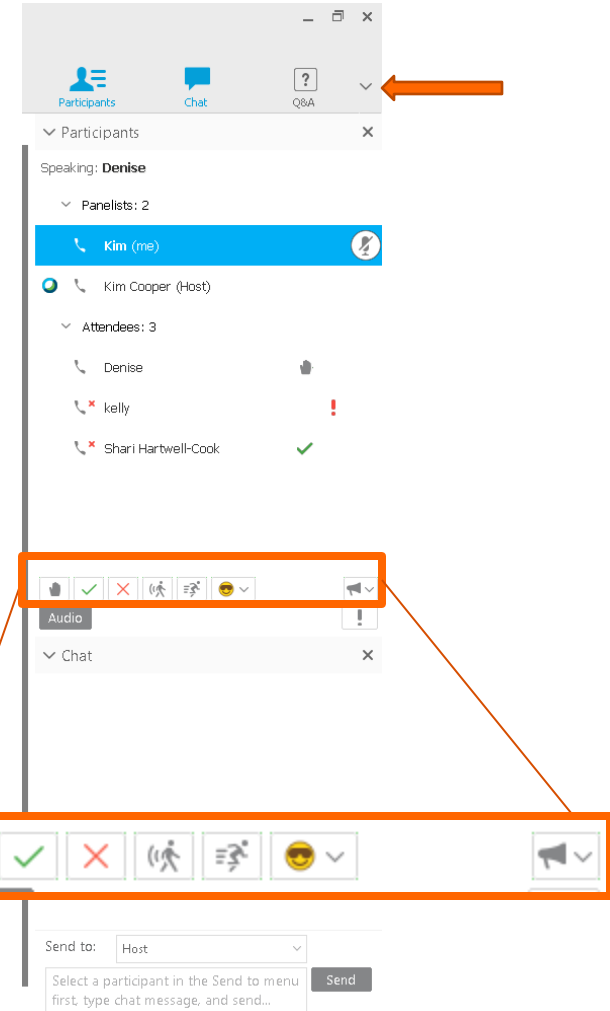 Participants
Chat
Q&A
Participants
Speaking: Denise
Panelists: 2
Kim (me)
Kim Cooper (Host)
Attendees: 3
Denise
kelly
Shari Hartwell-Cook
Audio
Chat
Send to: Host
Select a participant in the Send to menu
first, type chat message, and send...
Send